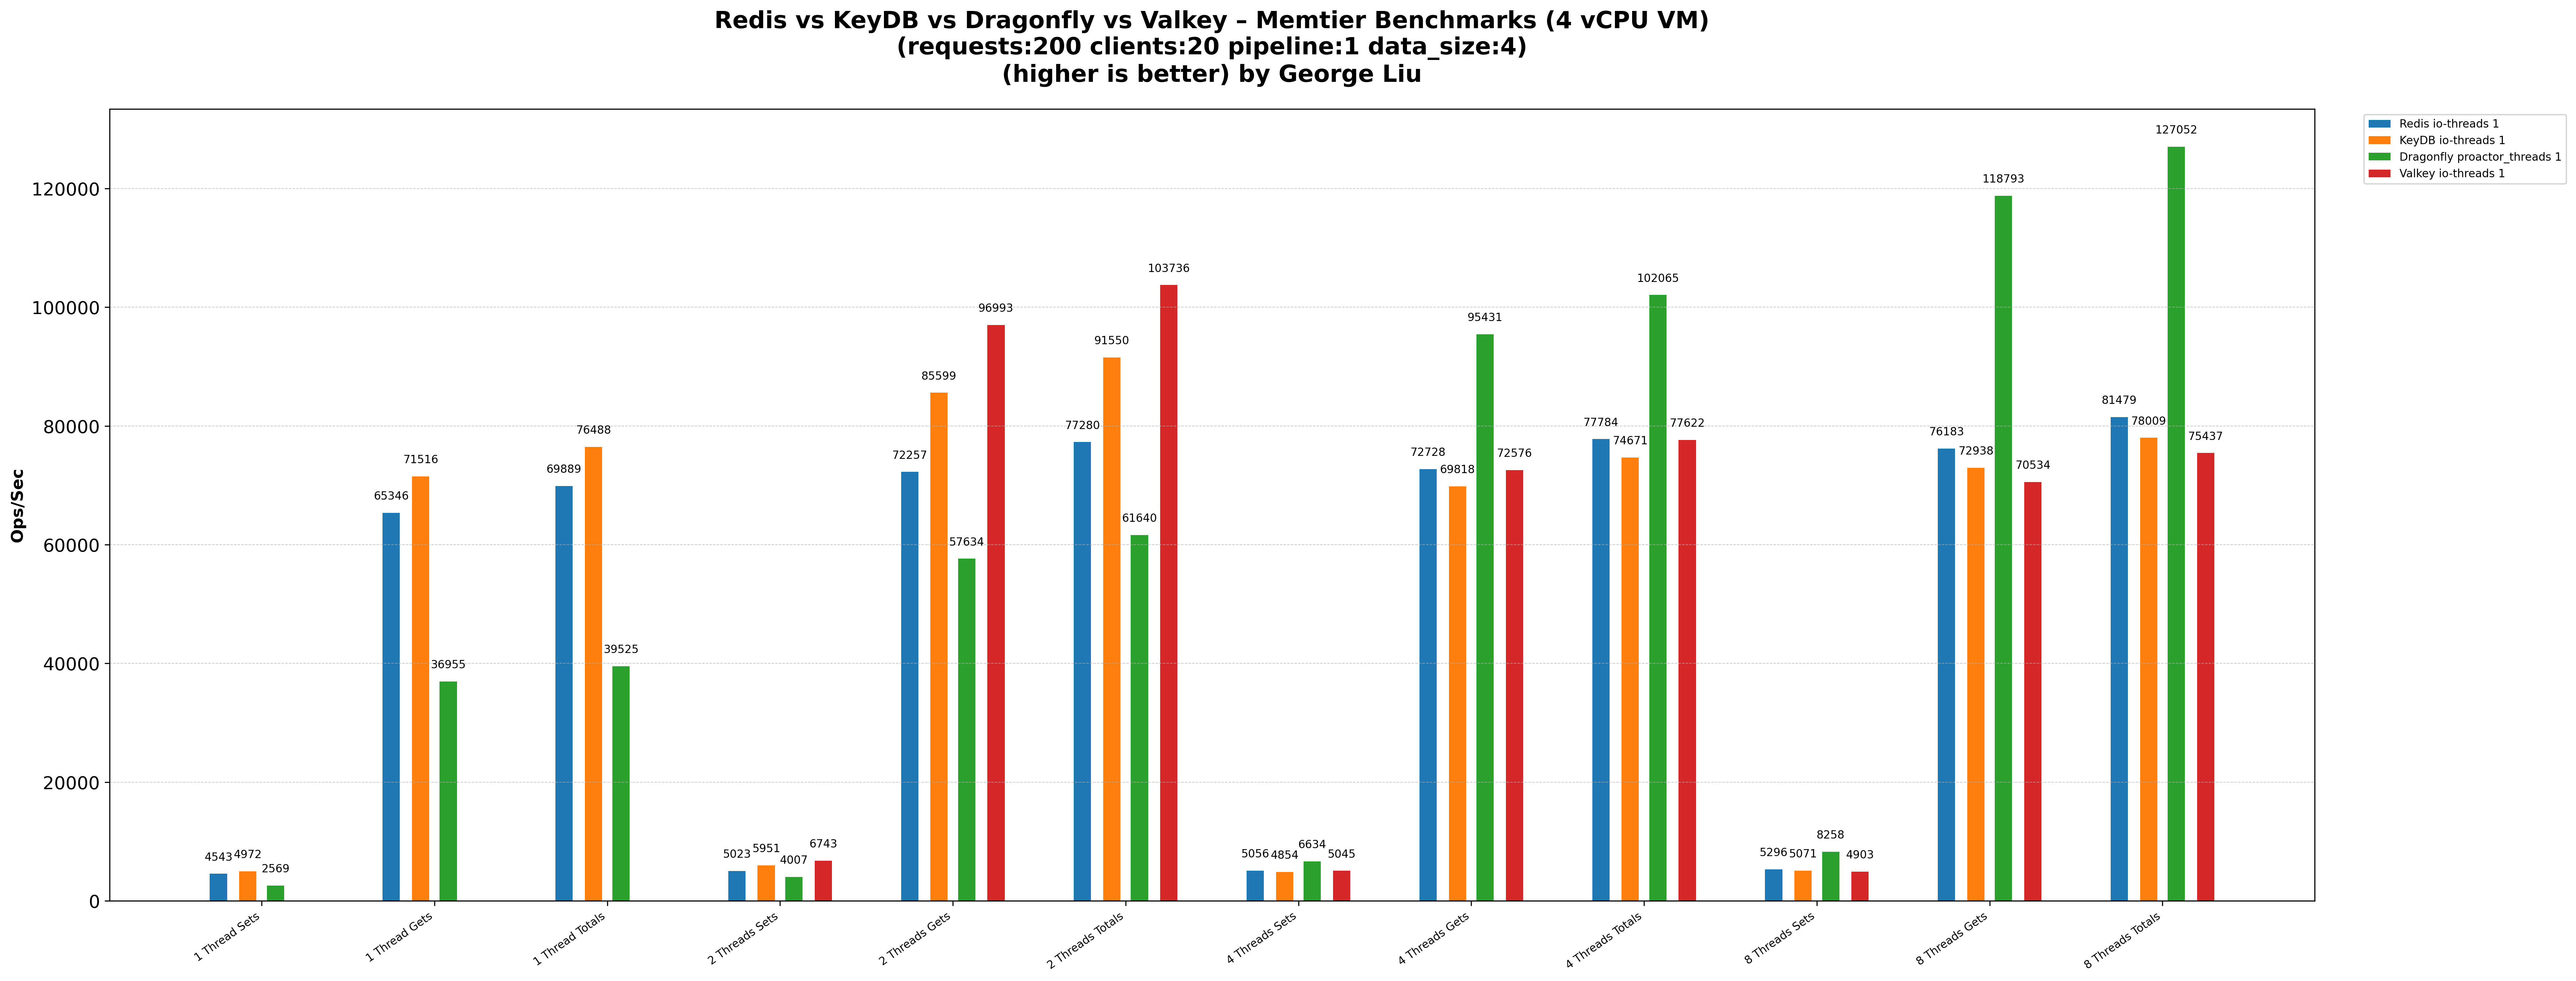 Redis vs KeyDB vs Dragonfly vs Valkey – Memtier Benchmarks (4 vCPU VM)
(requests:200 clients:20 pipeline:1 data_size:4)
(higher is better) by George Liu
Redis io-threads 1
KeyDB io-threads 1
Dragonfly proactor_threads 1
Valkey io-threads 1
Ops/Sec
120000
100000
80000
60000
40000
20000
0
4543
4972
2569
65346
71516
36955
69889
76488
39525
5023
5951
4007
6743
72257
85599
57634
96993
77280
91550
61640
103736
5056
4854
6634
5045
72728
69818
95431
72576
77784
74671
102065
77622
5296
5071
8258
4903
76183
72938
118793
70534
81479
78009
127052
75437
1 Thread Sets
1 Thread Gets
1 Thread Totals
2 Threads Sets
2 Threads Gets
2 Threads Totals
4 Threads Sets
4 Threads Gets
4 Threads Totals
8 Threads Sets
8 Threads Gets
8 Threads Totals